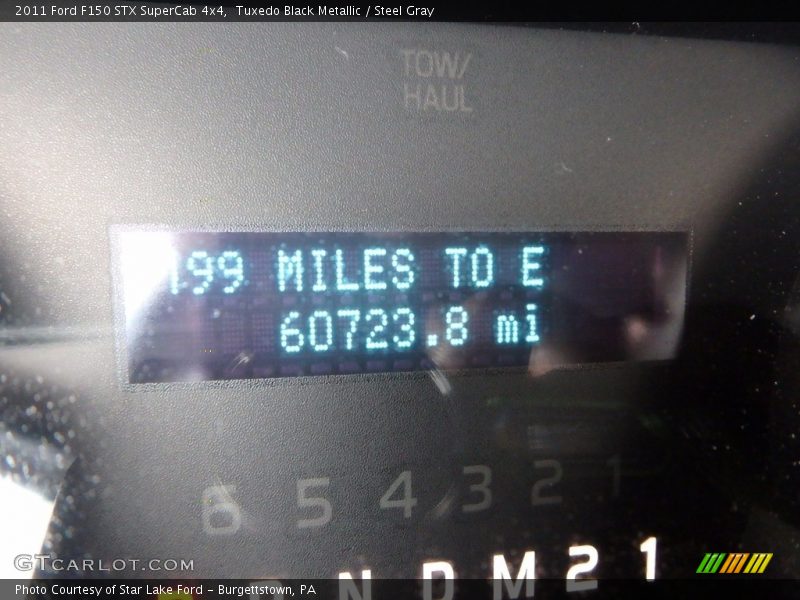 2011 Ford F150 STX SuperCab 4x4, Tuxedo Black Metallic / Steel Gray
TOW/
HAUL
199 MILES TO E
60723.8 mi
6 5 4 3 2 1
N D M 2 1
GTCARLOT.COM
Photo Courtesy of Star Lake Ford - Burgettstown, PA